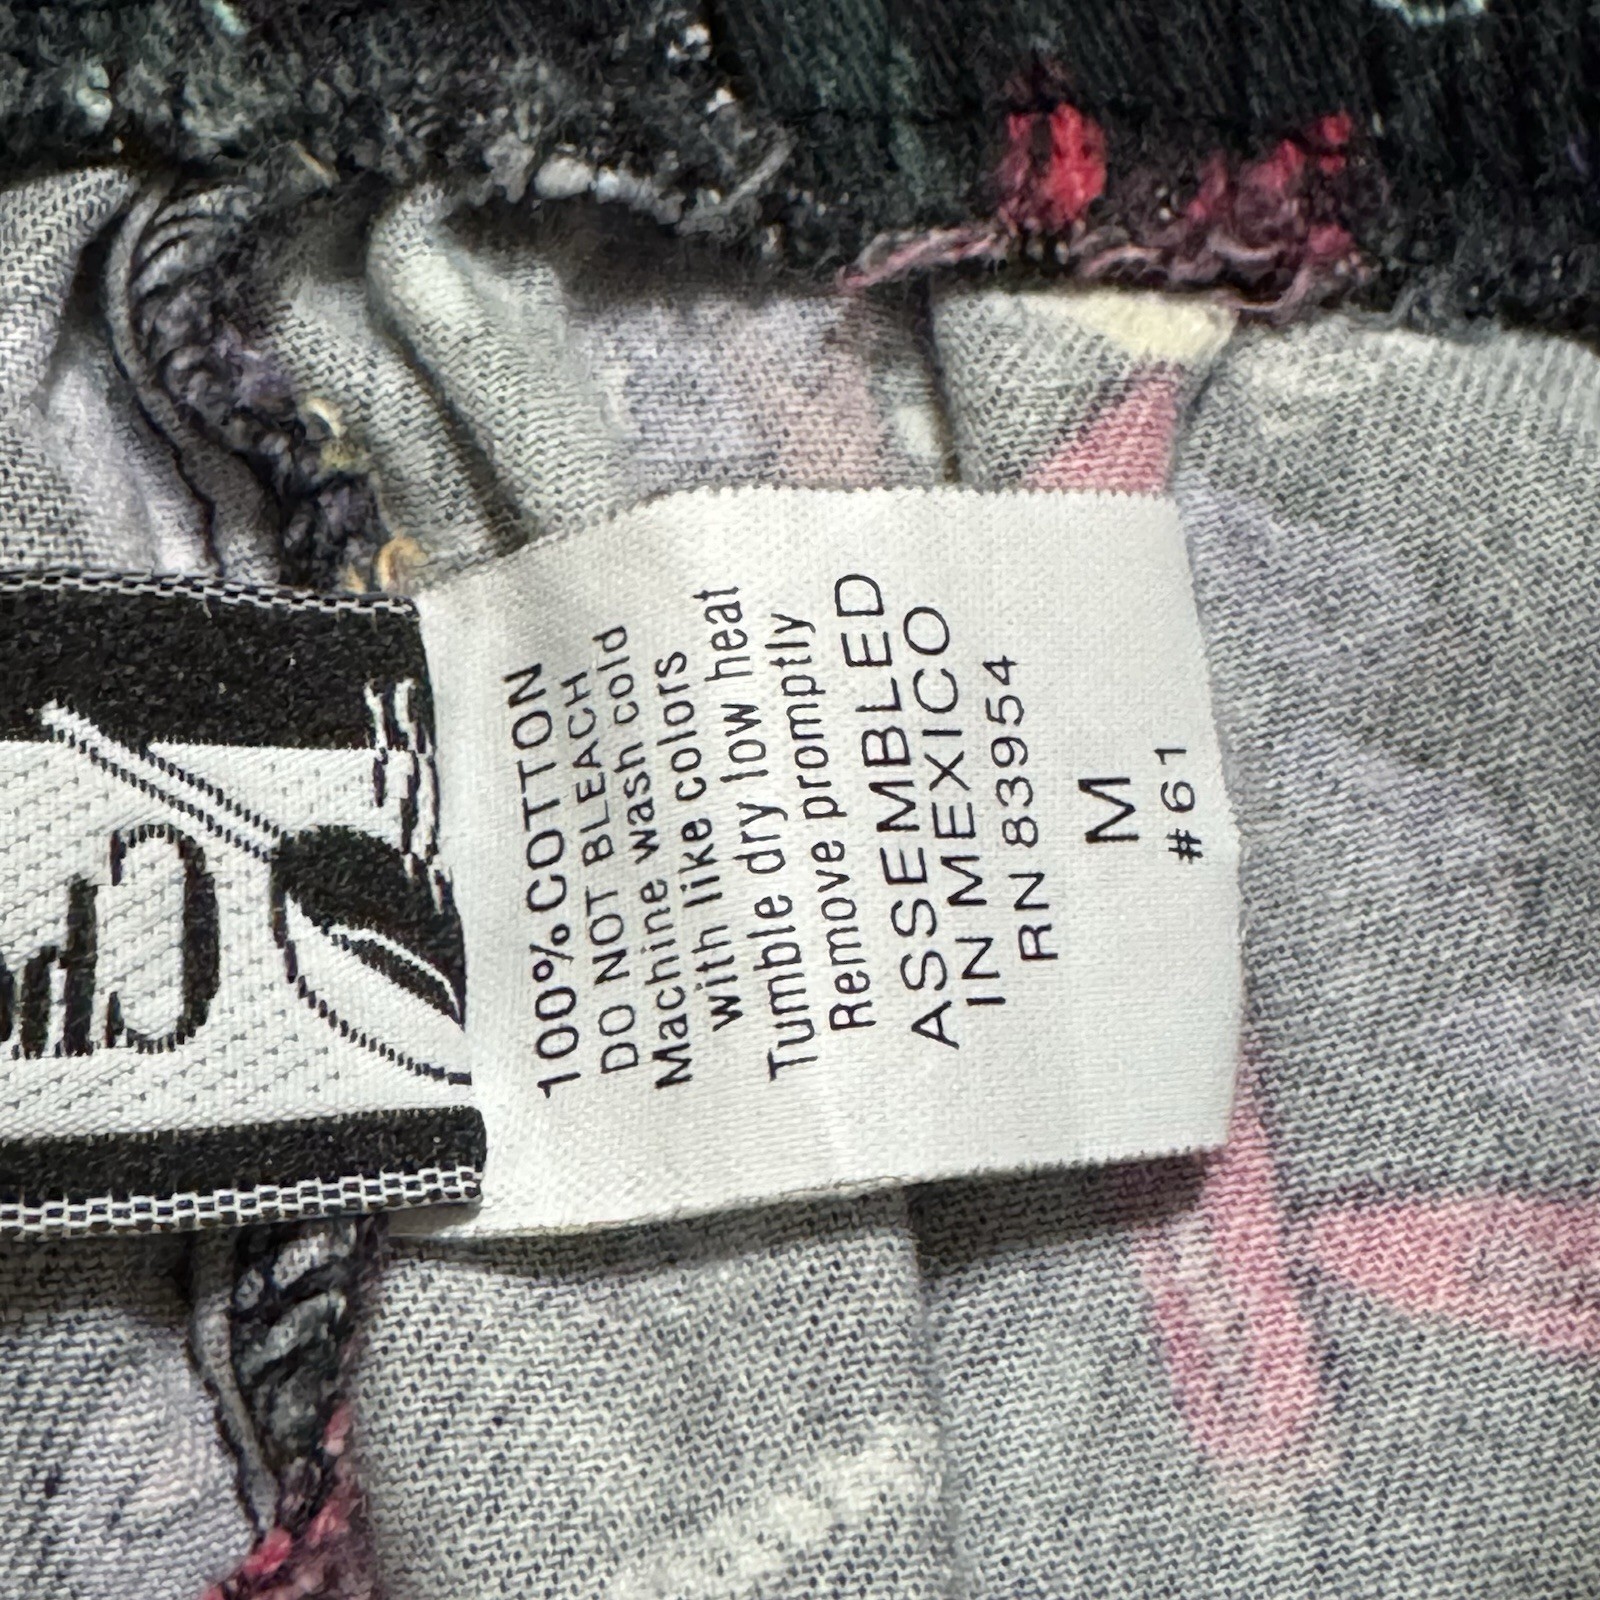 100% COTTON
DO NOT BLEACH
Machine wash cold
with like colors
Tumble dry low heat
Remove promptly
ASSEMBLED
IN MEXICO
RN 83954
M
#61